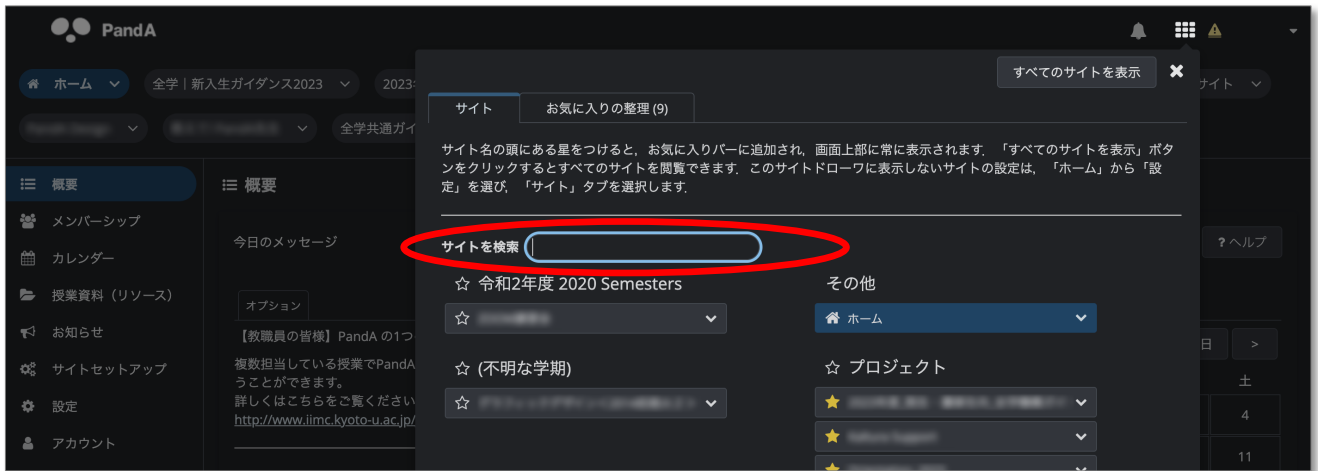 PandA
すべてのサイトを表示
ホーム
全学 | 新入生ガイダンス2023
2023
サイト
サイト
お気に入りの整理 (9)
全学共通ガイ
サイト名の頭にある星をつけると，お気に入りバーに追加され，画面上部に常に表示されます．「すべてのサイトを表示」ボタ
ンをクリックするとすべてのサイトを閲覧できます．このサイトドローワに表示しないサイトの設定は，「ホーム」から「設
定」を選び，「サイト」タブを選択します．
概要
概要
メンバーシップ
今日のメッセージ
サイトを検索
? ヘルプ
カレンダー
令和2年度 2020 Semesters
その他
授業資料（リソース）
オプション
ホーム
お知らせ
【教職員の皆様】PandA の1つ
日
>
サイトセットアップ
複数担当している授業でPandA
うことができます。
(不明な学期)
プロジェクト
土
設定
詳しくはこちらをご覧ください
http://www.iimc.kyoto-u.ac.jp/
4
アカウント
11